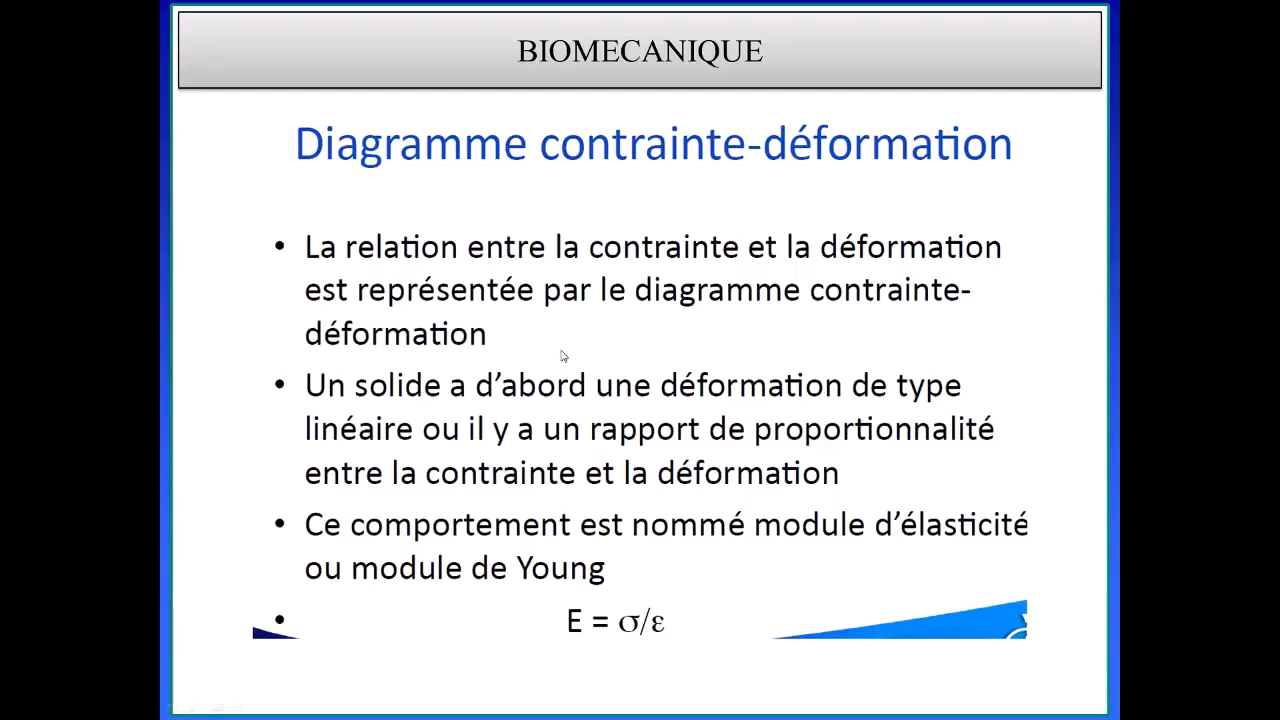 BIOMECANIQUE
Diagramme contrainte-déformation
• La relation entre la contrainte et la déformation
est représentée par le diagramme contrainte-
déformation
• Un solide a d’abord une déformation de type
linéaire ou il y a un rapport de proportionnalité
entre la contrainte et la déformation
• Ce comportement est nommé module d’élasticité
ou module de Young
• E = σ/ε